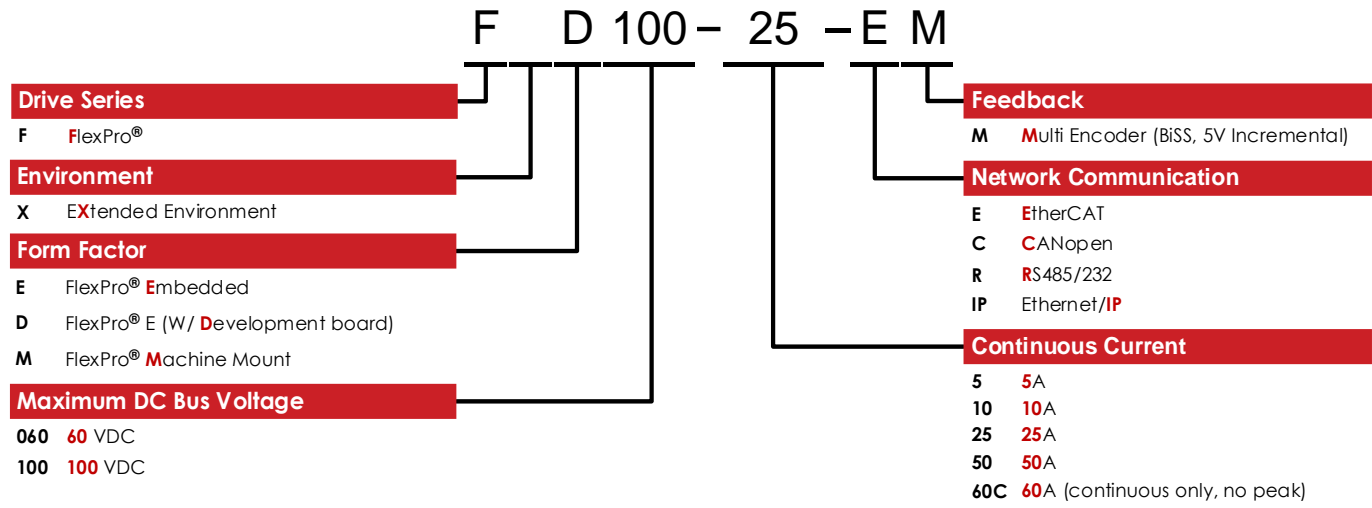 F D 100 – 25 – E M
Drive Series
F FlexPro®
Environment
X EXtended Environment
Form Factor
E FlexPro® Embedded
D FlexPro® E (W/ Development board)
M FlexPro® Machine Mount
Maximum DC Bus Voltage
060 60 VDC
100 100 VDC
Feedback
M Multi Encoder (BiSS, 5V Incremental)
Network Communication
E EtherCAT
C CANopen
R RS485/232
IP Ethernet/IP
Continuous Current
5 5A
10 10A
25 25A
50 50A
60C 60A (continuous only, no peak)